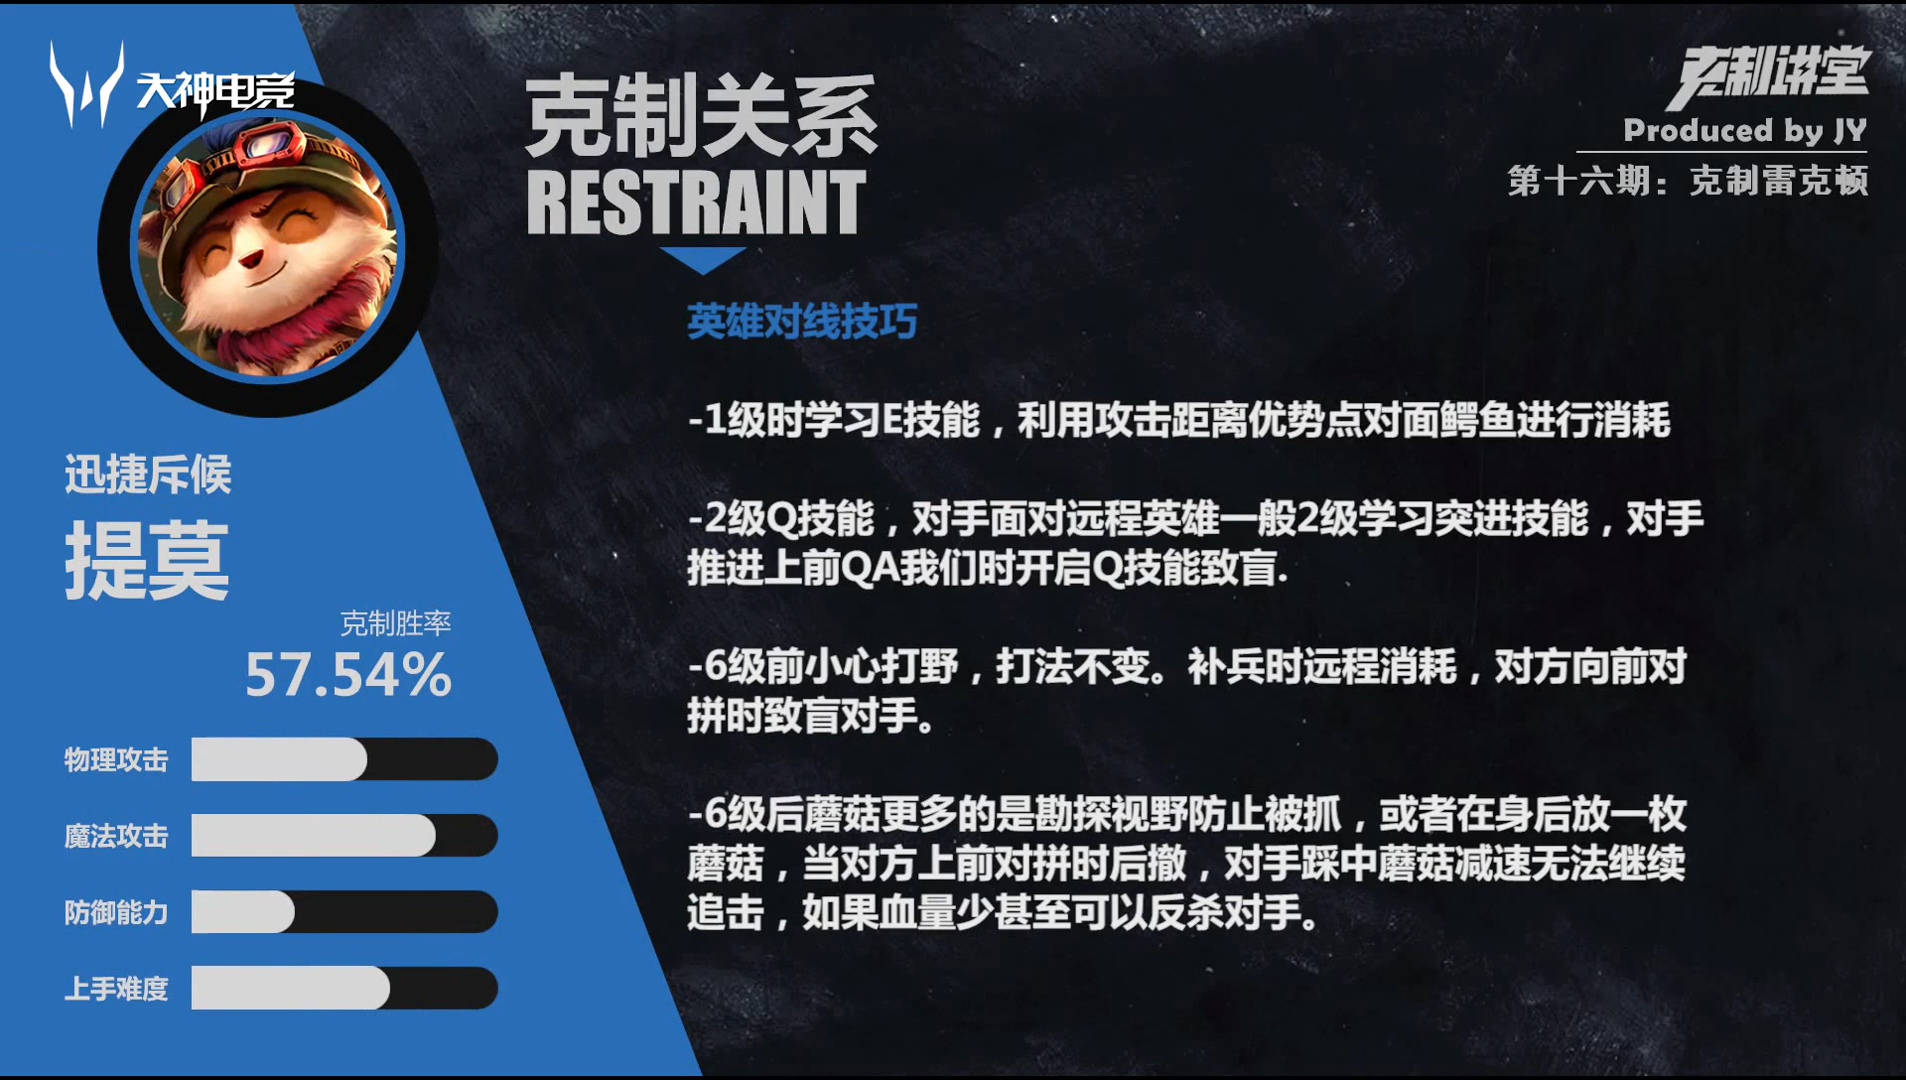 大神电竞
克制讲堂
Produced by JY
第十六期：克制雷克顿
克制关系
RESTRAINT
英雄对线技巧
-1级时学习E技能，利用攻击距离优势点对面鳄鱼进行消耗
-2级Q技能，对手面对远程英雄一般2级学习突进技能，对手
推进上前QA我们时开启Q技能致盲.
-6级前小心打野，打法不变。补兵时远程消耗，对方向前对
拼时致盲对手。
-6级后蘑菇更多的是勘探视野防止被抓，或者在身后放一枚
蘑菇，当对方上前对拼时后撤，对手踩中蘑菇减速无法继续
追击，如果血量少甚至可以反杀对手。
迅捷斥候
提莫
克制胜率
57.54%
物理攻击
魔法攻击
防御能力
上手难度